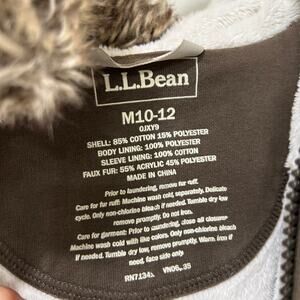 L.L.Bean
M10-12
0JXY9
SHELL: 85% COTTON 15% POLYESTER
BODY LINING: 100% POLYESTER
SLEEVE LINING: 100% POLYESTER
FAUX FUR: 55% ACRYLIC 45% POLYESTER
MADE IN CHINA
Prior to laundering, remove fur ruff.
Care for fur ruff: Machine wash cold, separately. Delicate
cycle. Only non-chlorine bleach if needed. Tumble dry low
remove promptly. Do not iron.
Care for garment: Prior to laundering, close all closures.
Machine wash cold with like colors. Only non-chlorine bleach
if needed. Tumble dry low, remove promptly. Warm iron if
need, face side only
RN71341 VN06..35